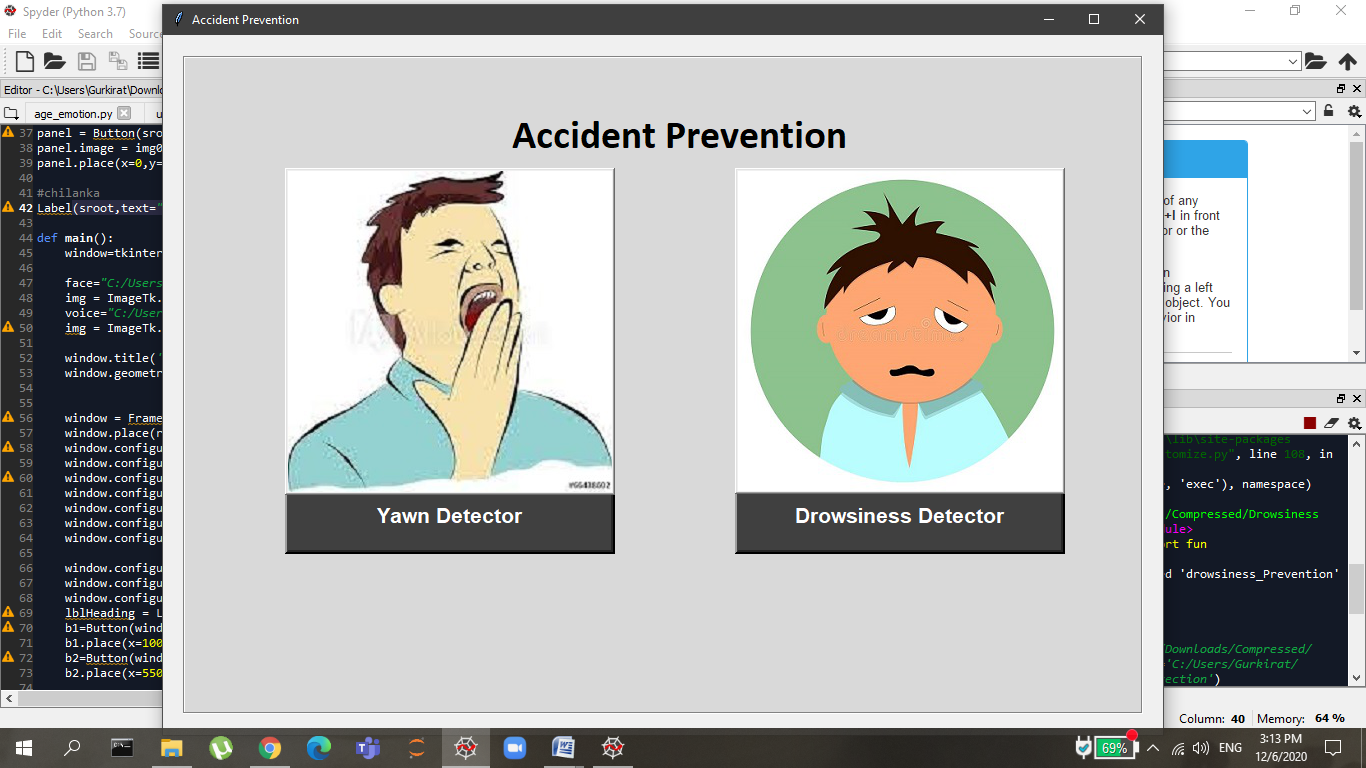 Spyder (Python 3.7)
Accident Prevention
File Edit Search
Editor - C:\Users\Gurkirat\Downl
age_emotion.py
37 panel = Button(sro
38 panel.image = img0
39 panel.place(x=0,y=
40
41 #chilanka
42 Label(sroot,text="
43
44 def main():
45 window=tkinter
46
47 face="C:/Users
48 img = ImageTk.
49 voice="C:/User
50 img = ImageTk.
51
52 window.title('
53 window.geometr
54
55
56 window = Frame
57 window.place(r
58 window.configu
59 window.configu
60 window.configu
61 window.configu
62 window.configu
63 window.configu
64 window.configu
65
66 window.configu
67 window.configu
68 window.configu
69 lblHeading = L
70 b1=Button(wind
71 b1.place(x=100
72 b2=Button(wind
73 b2.place(x=550
74
Accident Prevention
#66438602
Yawn Detector
Drowsiness Detector
of any
+I in front
or or the
ing a left
object. You
vior in
\lib\site-packages
tomize.py", line 108, in
, 'exec'), namespace)
/Compressed/Drowsiness
dule>
ort fun
ed 'drowsiness_Prevention'
/Downloads/Compressed/
='C:/Users/Gurkirat/
ection')
Column: 40 Memory: 64 %
69%
ENG
3:13 PM
12/6/2020